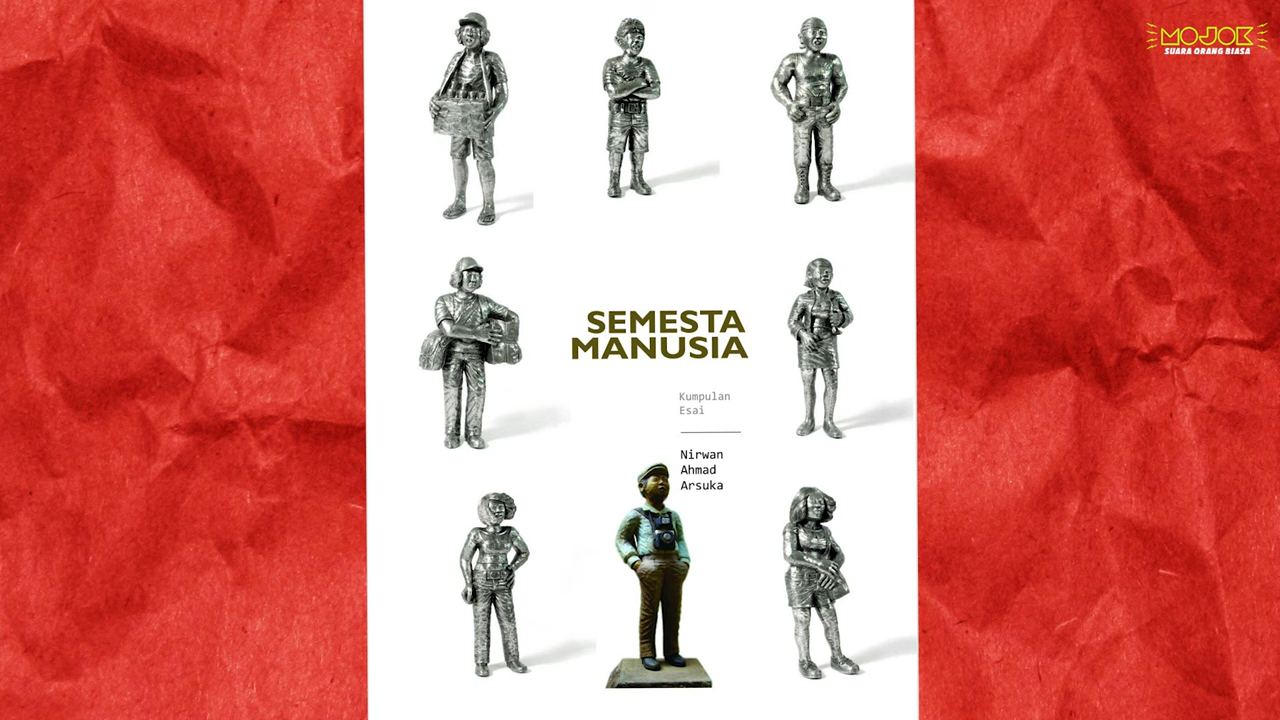 MOJOK
SUARA ORANG BIASA
SEMESTA
MANUSIA
Kumpulan
Esai
Nirwan
Ahmad
Arsuka